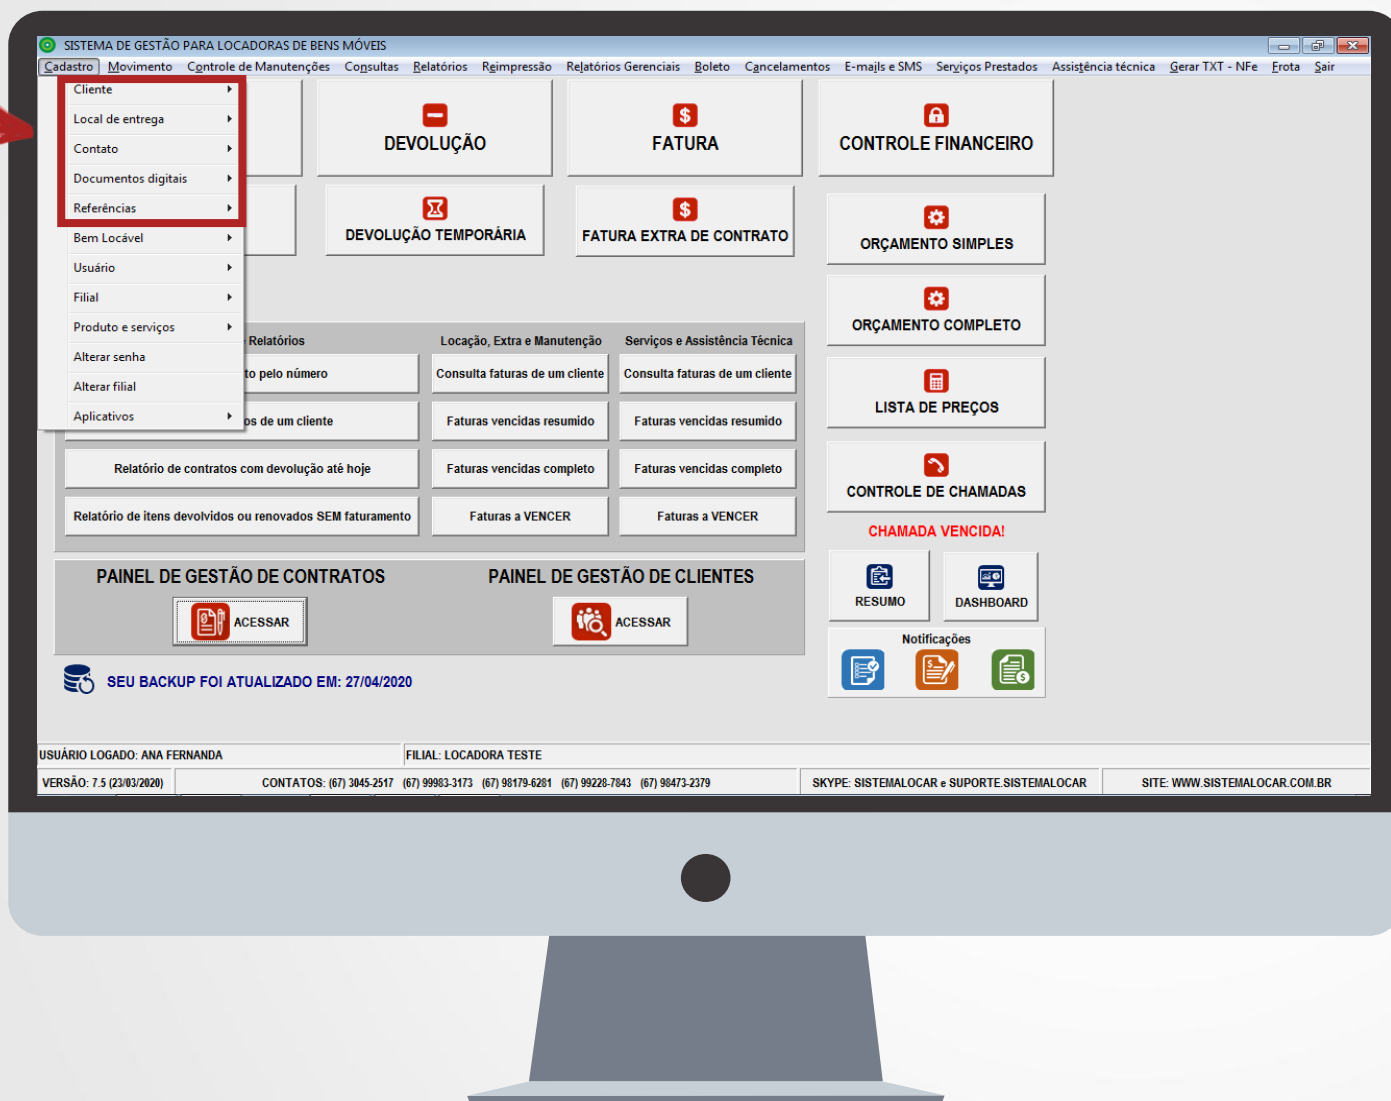 SISTEMA DE GESTÃO PARA LOCADORAS DE BENS MÓVEIS
Cadastro Movimento Controle de Manutenções Consultas Relatórios Reimpressão Relatórios Gerenciais Boleto Cancelamentos E-mails e SMS Serviços Prestados Assistência técnica Gerar TXT - NFe Frota Sair
Cliente
Local de entrega
Contato
Documentos digitais
Referências
Bem Locável
Usuário
Filial
Produto e serviços
Alterar senha
Alterar filial
Aplicativos
DEVOLUÇÃO
FATURA
CONTROLE FINANCEIRO
DEVOLUÇÃO TEMPORÁRIA
FATURA EXTRA DE CONTRATO
ORÇAMENTO SIMPLES
ORÇAMENTO COMPLETO
LISTA DE PREÇOS
CONTROLE DE CHAMADAS
CHAMADA VENCIDA!
Relatórios
Locação, Extra e Manutenção
Serviços e Assistência Técnica
pelo número
Consulta faturas de um cliente
Consulta faturas de um cliente
de um cliente
Faturas vencidas resumido
Faturas vencidas resumido
Relatório de contratos com devolução até hoje
Faturas vencidas completo
Faturas vencidas completo
Relatório de itens devolvidos ou renovados SEM faturamento
Faturas a VENCER
Faturas a VENCER
PAINEL DE GESTÃO DE CONTRATOS
ACESSAR
PAINEL DE GESTÃO DE CLIENTES
ACESSAR
RESUMO
DASHBOARD
Notificações
SEU BACKUP FOI ATUALIZADO EM: 27/04/2020
USUÁRIO LOGADO: ANA FERNANDA
FILIAL: LOCADORA TESTE
VERSÃO: 7.5 (23/03/2020)
CONTATOS: (67) 3045-2517 (67) 99983-3173 (67) 98179-6281 (67) 99228-7843 (67) 98473-2379
SKYPE: SISTEMALOCAR e SUPORTE.SISTEMALOCAR
SITE: WWW.SISTEMALOCAR.COM.BR